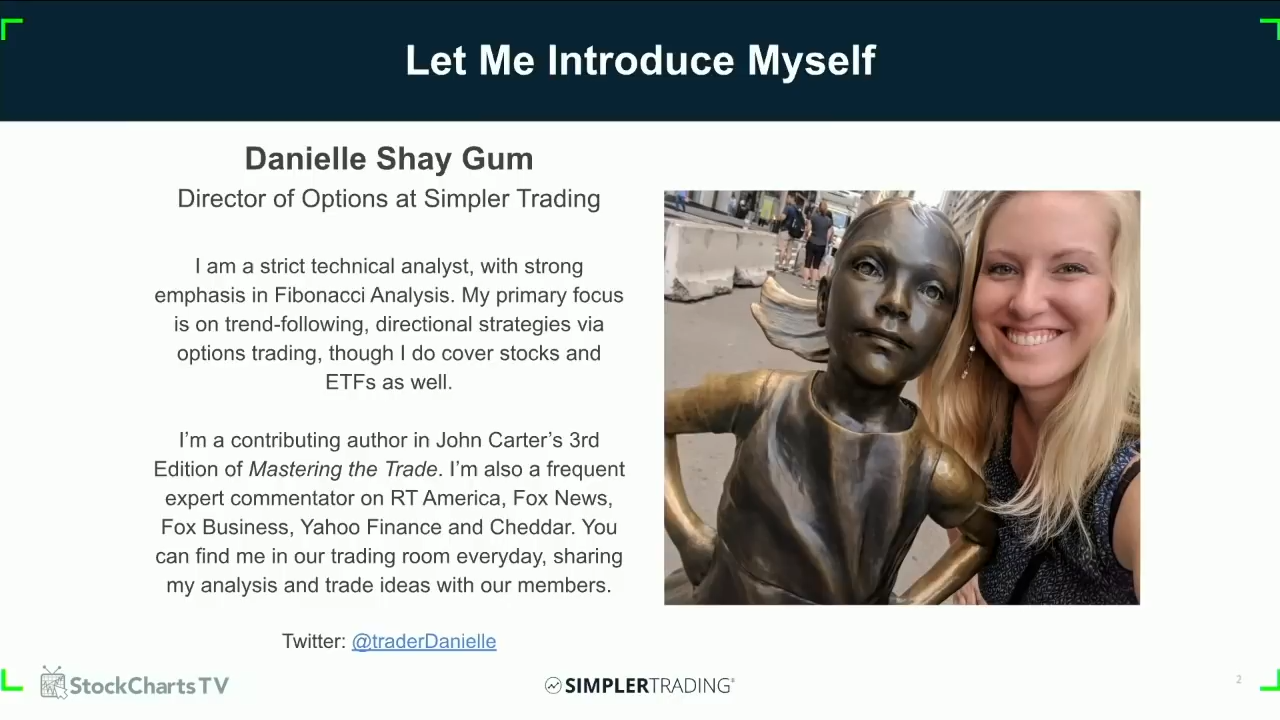 Let Me Introduce Myself
Danielle Shay Gum
Director of Options at Simpler Trading
I am a strict technical analyst, with strong
emphasis in Fibonacci Analysis. My primary focus
is on trend-following, directional strategies via
options trading, though I do cover stocks and
ETFs as well.
I'm a contributing author in John Carter's 3rd
Edition of Mastering the Trade. I'm also a frequent
expert commentator on RT America, Fox News,
Fox Business, Yahoo Finance and Cheddar. You
can find me in our trading room everyday, sharing
my analysis and trade ideas with our members.
Twitter: @traderDanielle
StockCharts TV
SIMPLERTRADING®
2